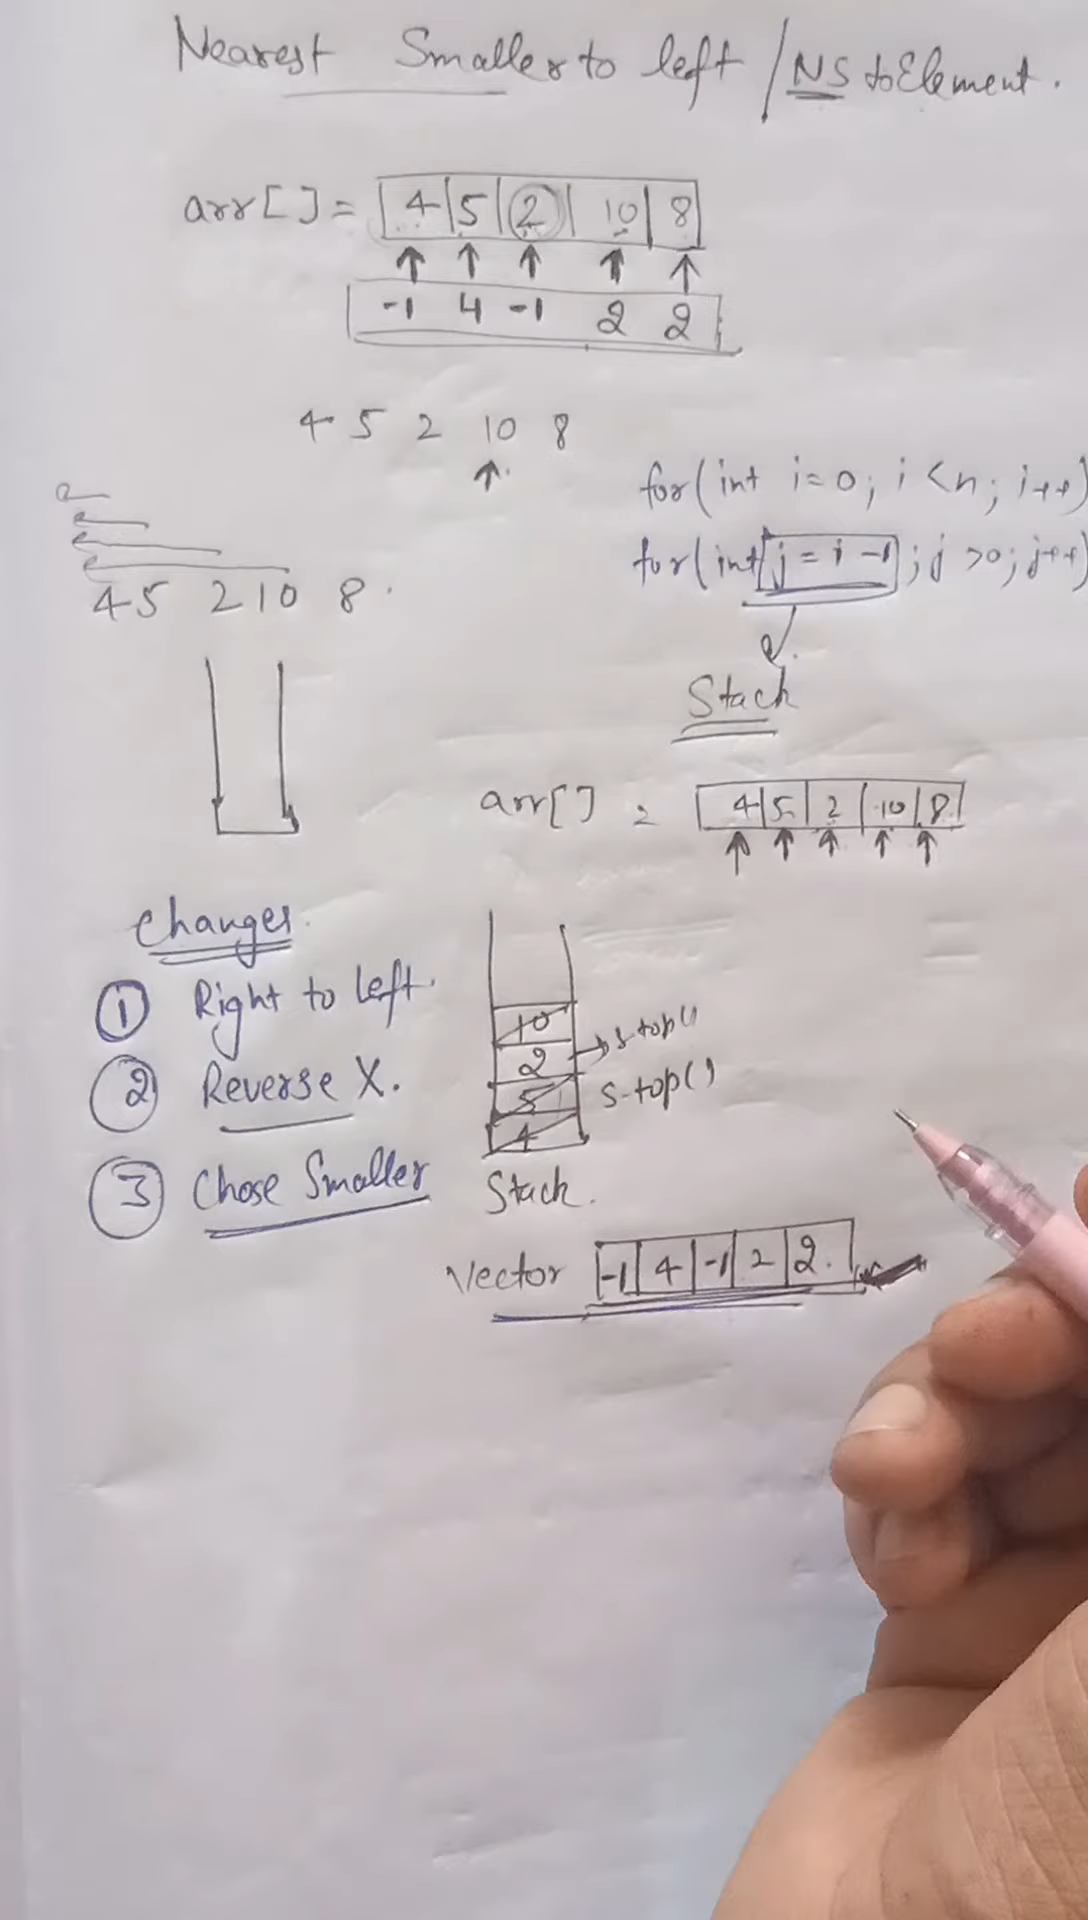 Nearest Smaller to left / NS to Element.
arr[] = 4 5 2 10 8
-1 4 -1 2 2
4 5 2 10 8
for(int i=0; i<n; i++)
for(int j=i-1; j>0; j++)
4 5 2 10 8
Stack
arr[] = 4 5 2 10 8
Changes
① Right to left.
② Reverse X.
③ Chose Smaller
10
2 → s.top()
5 s.top()
4
Stack.
Vector -1 4 -1 2 2